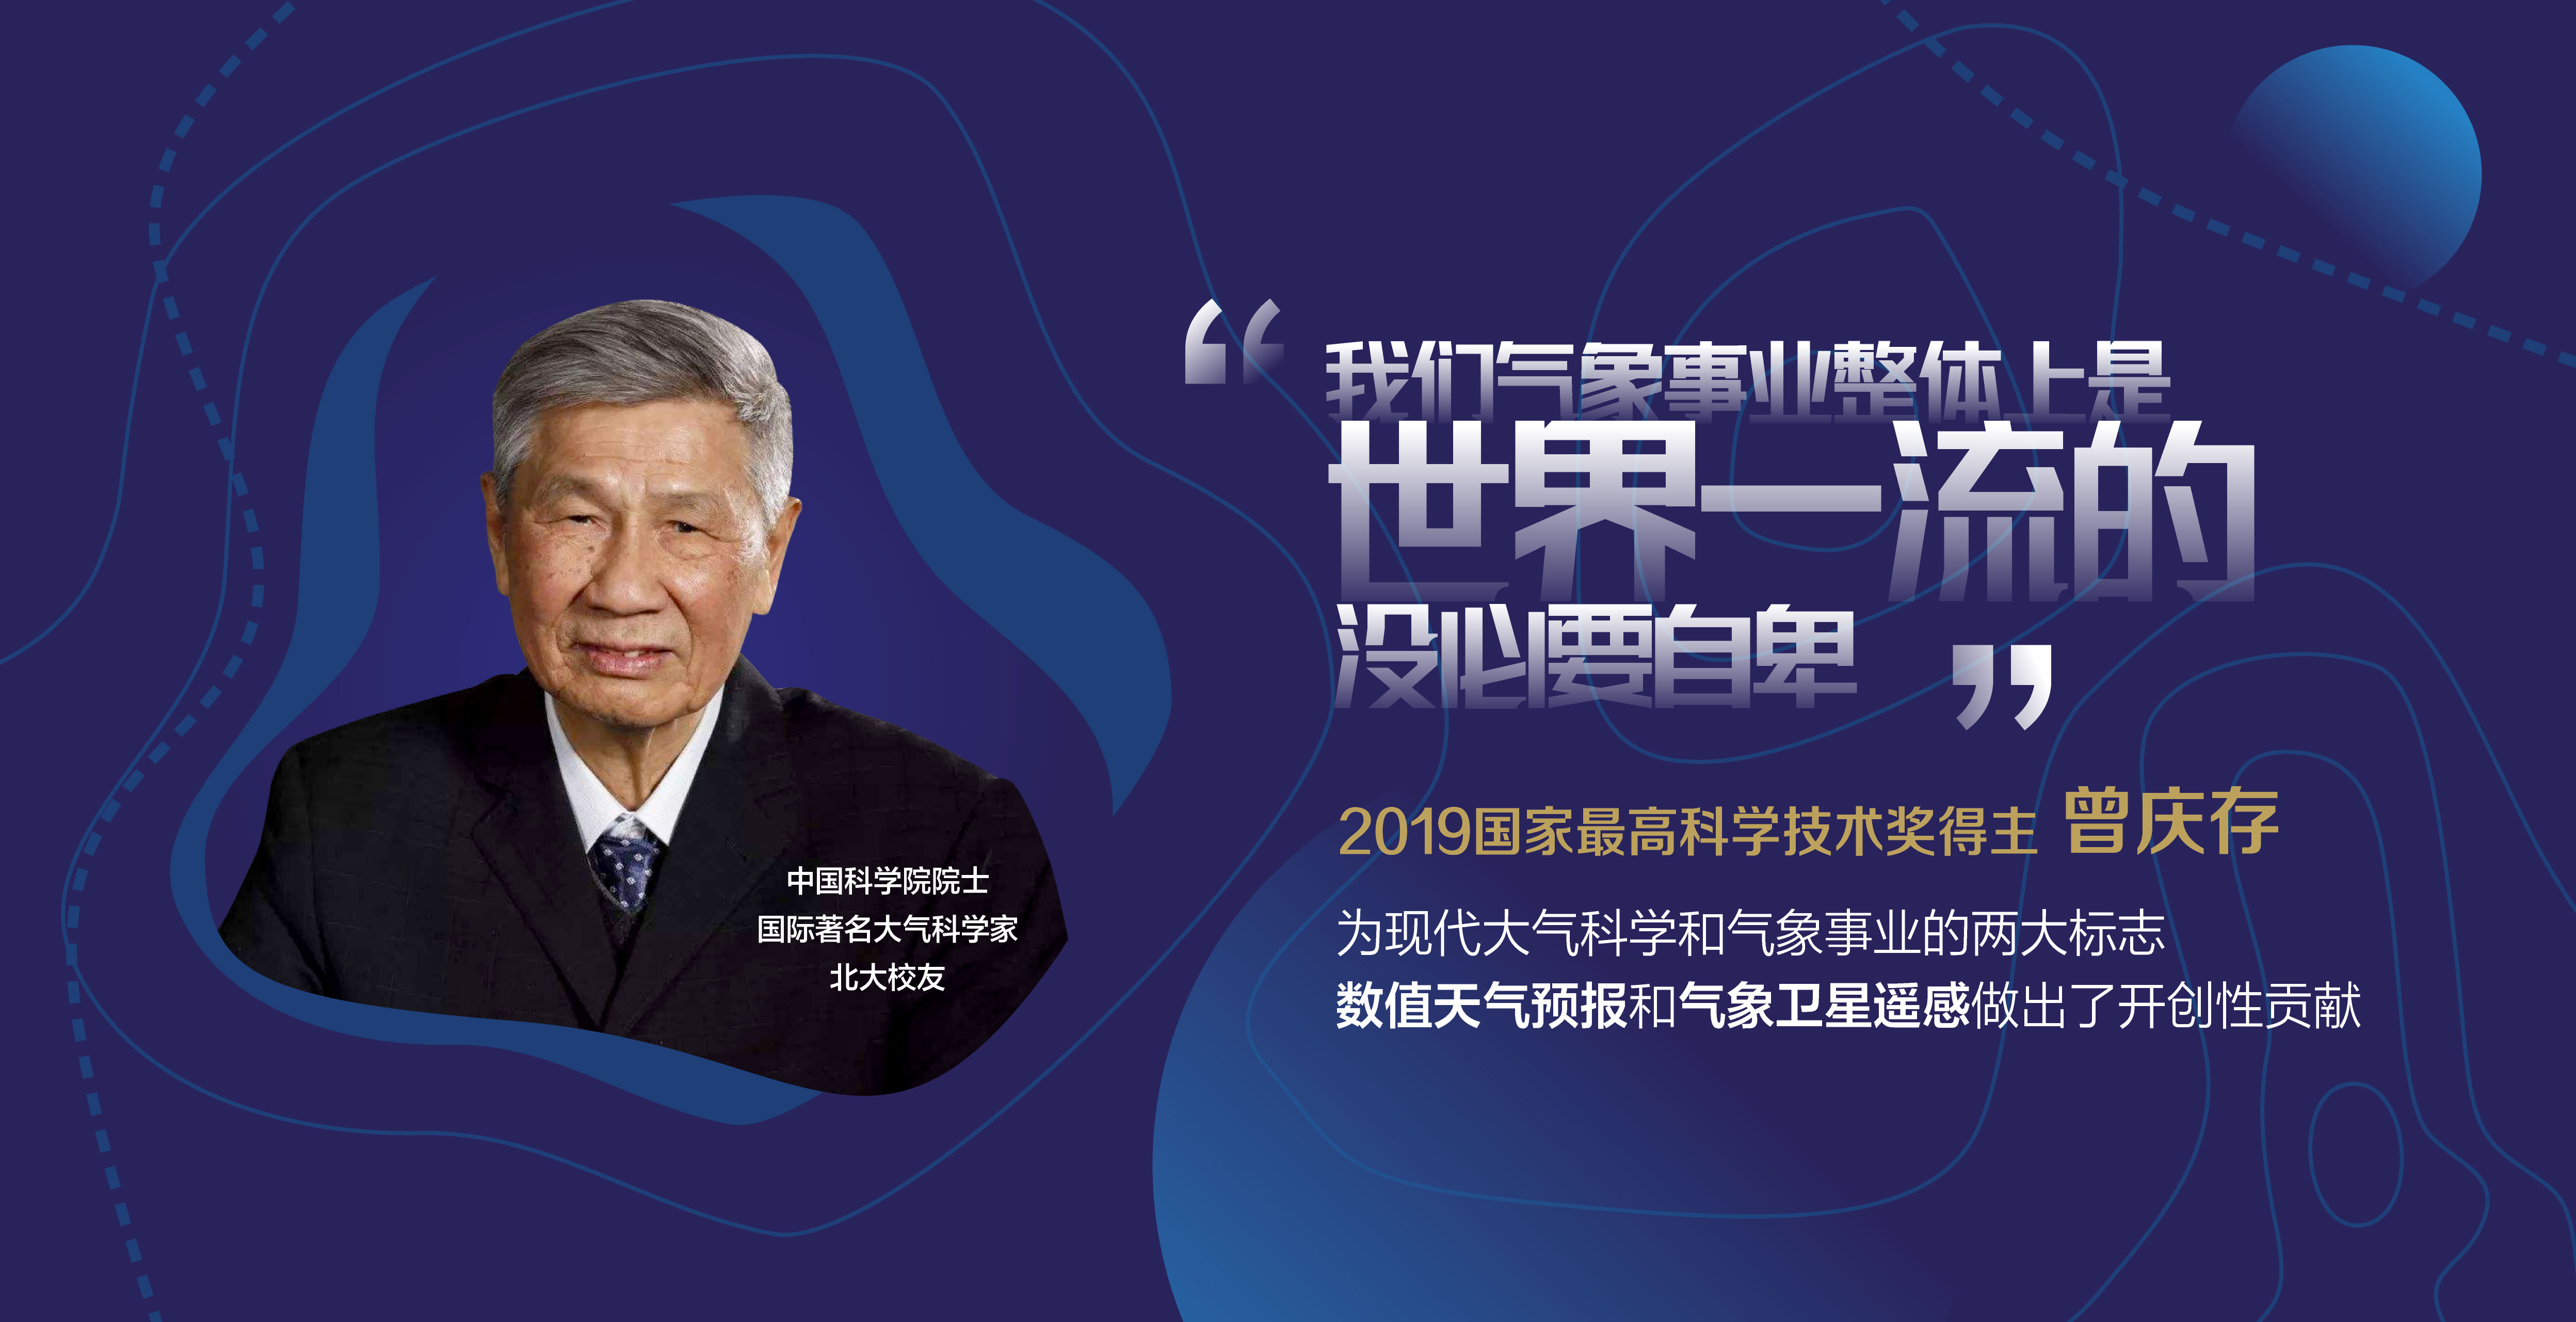 “我们气象事业整体上是
世界一流的
没必要自卑”
2019国家最高科学技术奖得主 曾庆存
为现代大气科学和气象事业的两大标志
数值天气预报和气象卫星遥感做出了开创性贡献
中国科学院院士
国际著名大气科学家
北大校友